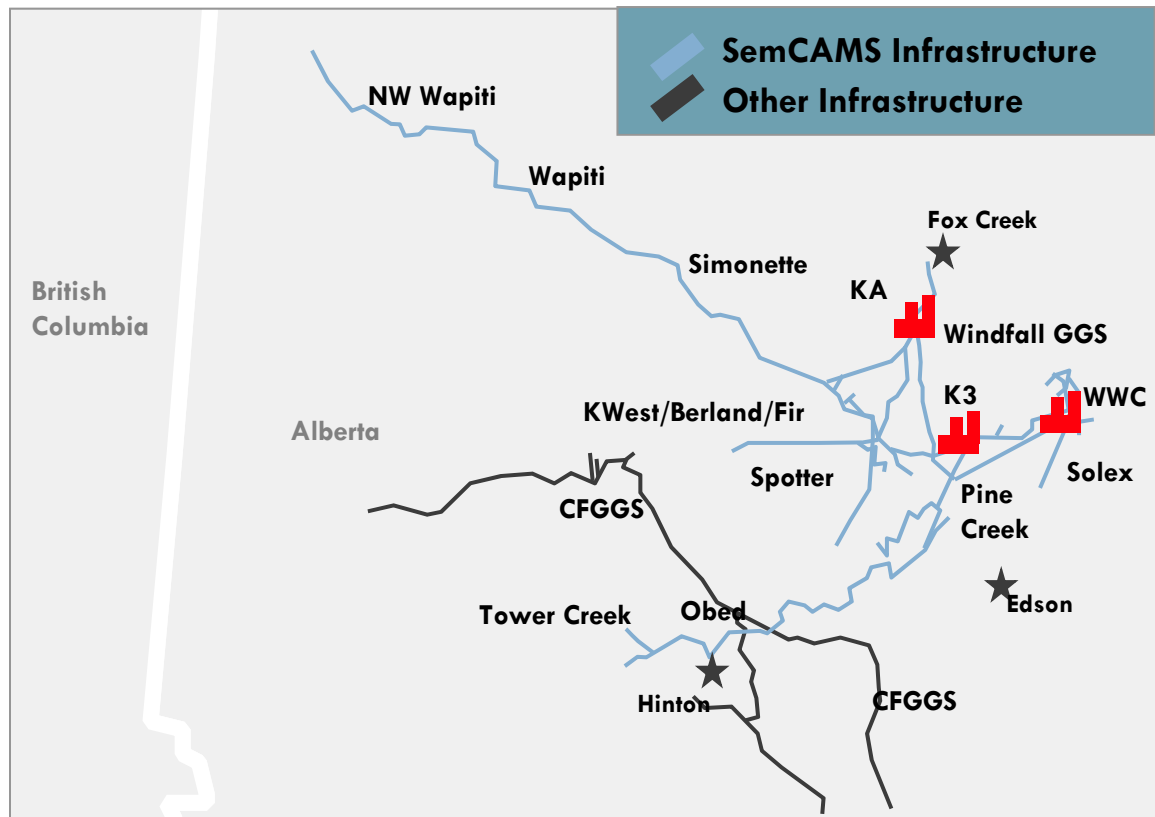 SemCAMS Infrastructure
Other Infrastructure
NW Wapiti
Wapiti
Fox Creek
Simonette
British
Columbia
KA
Windfall GGS
K3
WWC
KWest/Berland/Fir
Alberta
Spotter
Solex
CFGGS
Pine
Creek
Edson
Tower Creek
Obed
Hinton
CFGGS